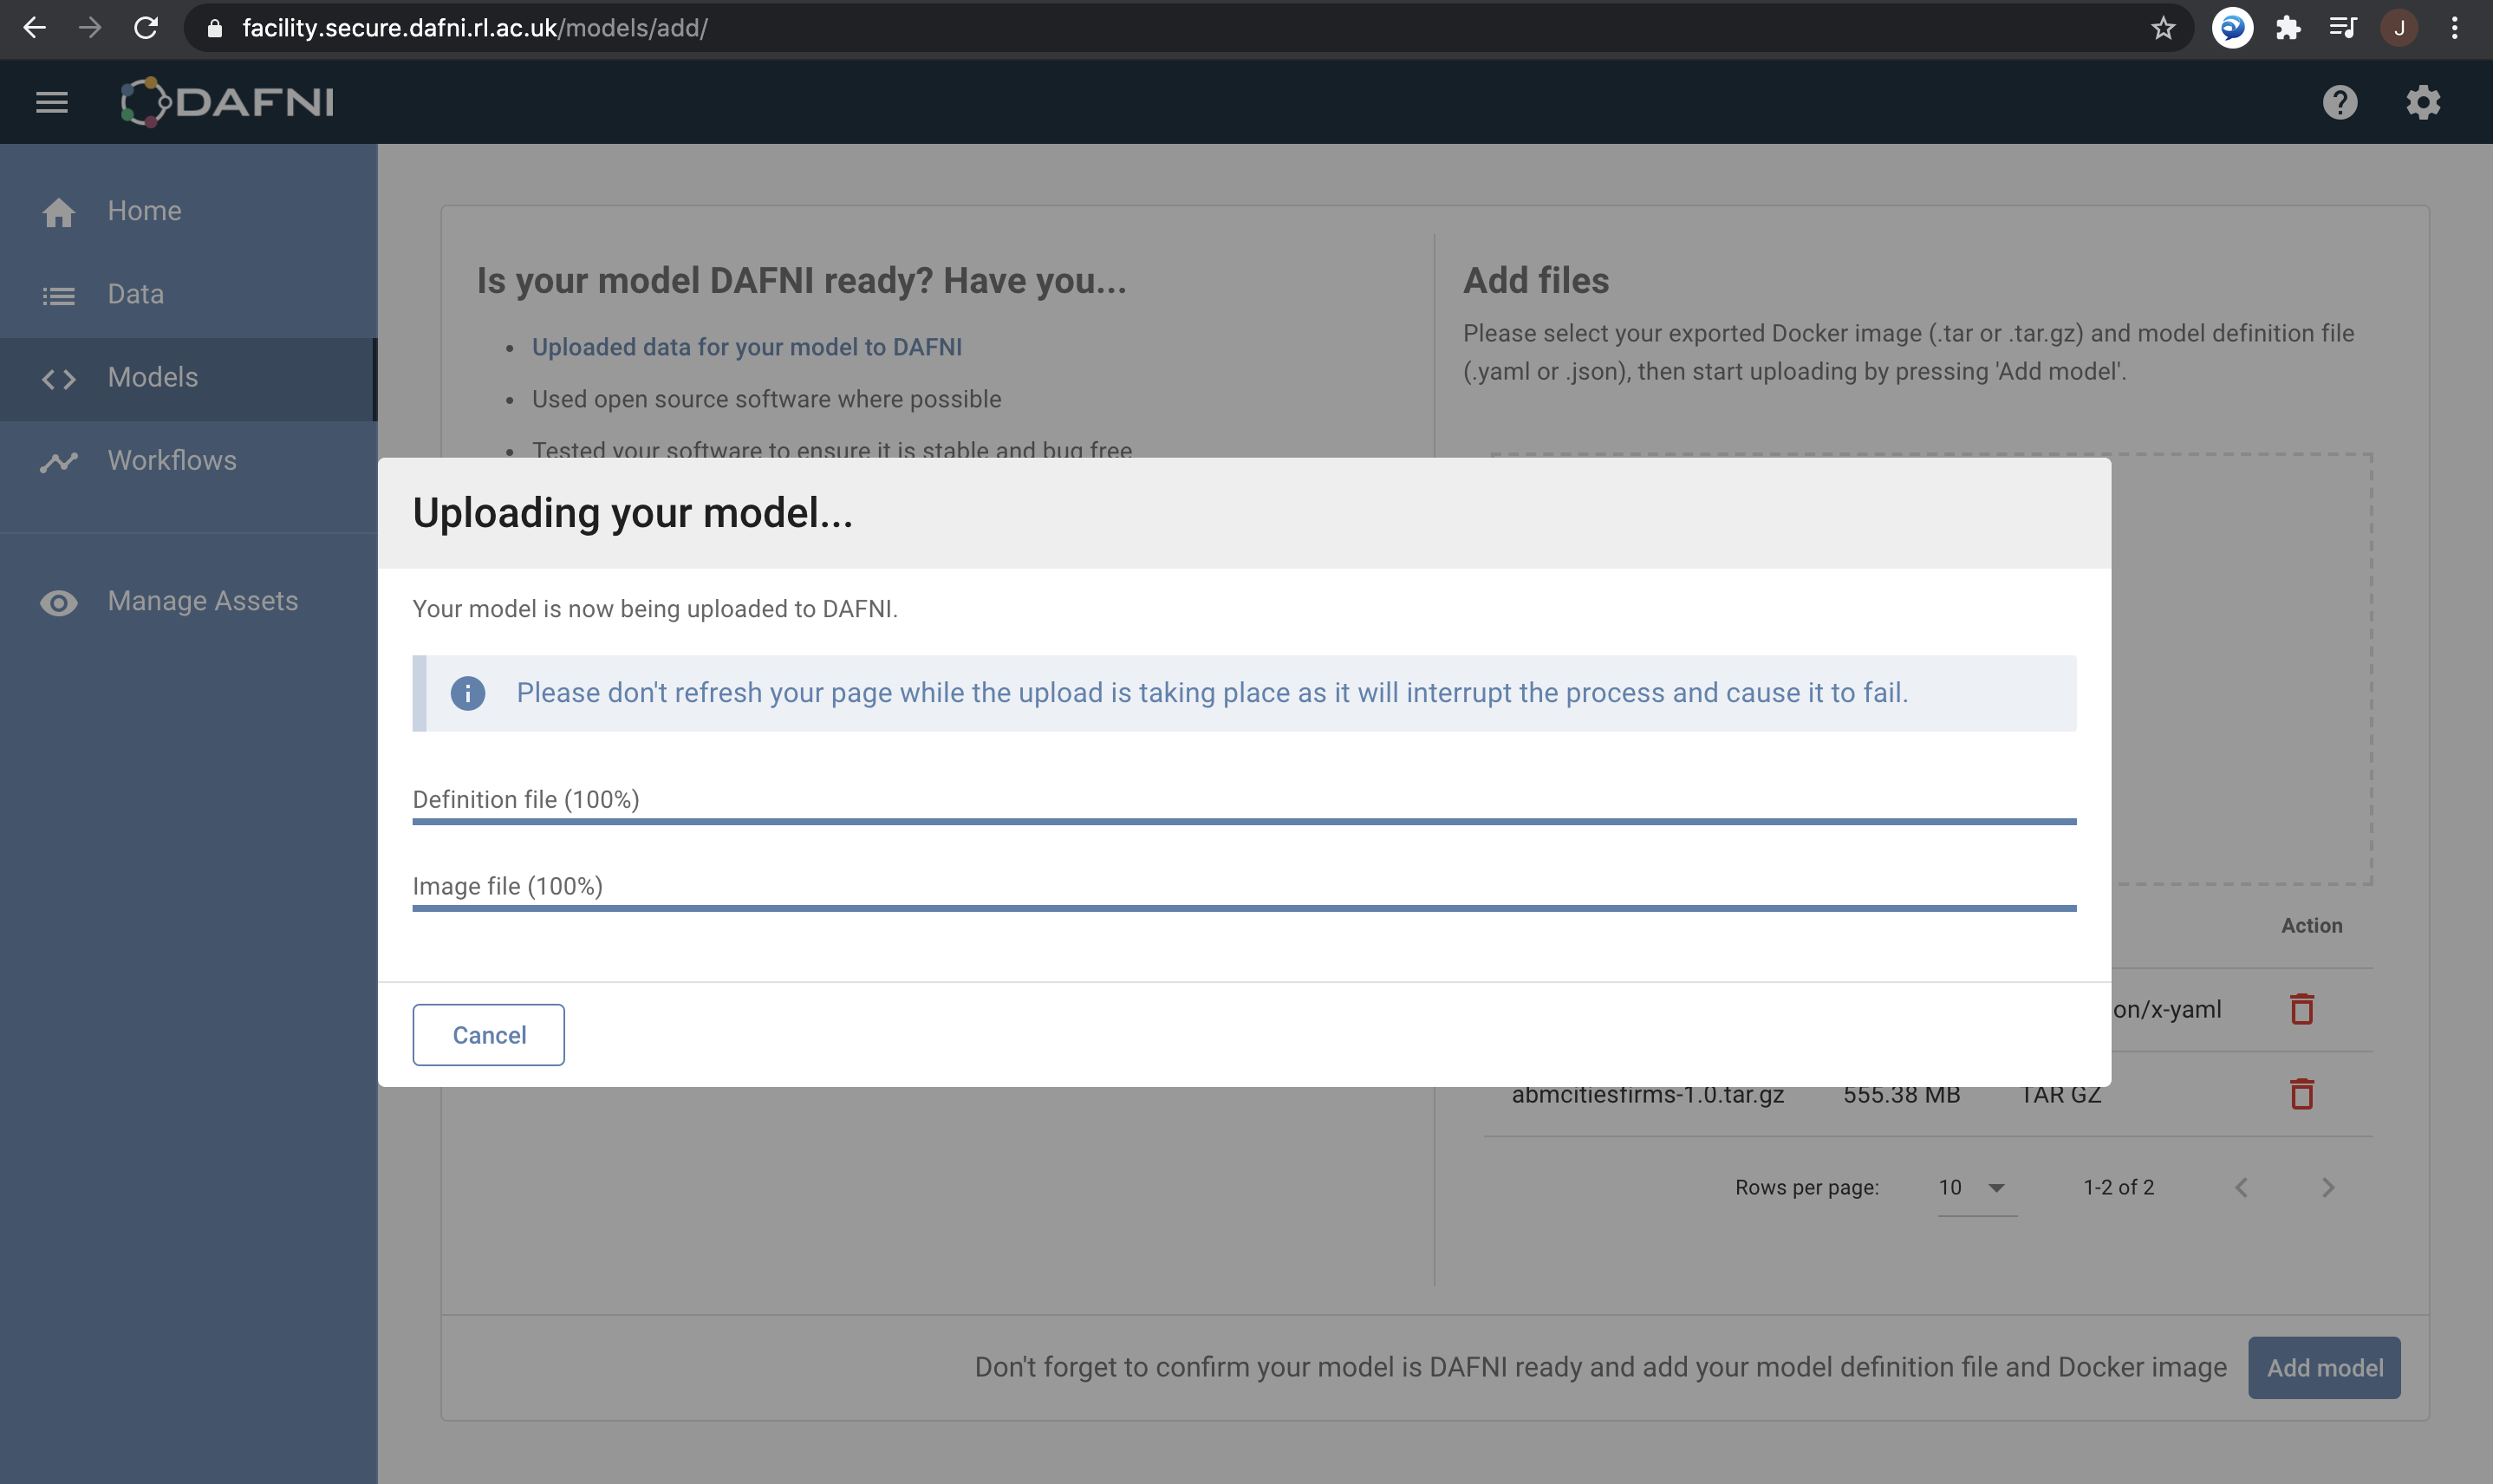 facility.secure.dafni.rl.ac.uk/models/add/
J
DAFNI
Home
Data
Models
Workflows
Manage Assets
Is your model DAFNI ready? Have you...
Uploaded data for your model to DAFNI
Used open source software where possible
Tested your software to ensure it is stable and bug free
Add files
Please select your exported Docker image (.tar or .tar.gz) and model definition file
(.yaml or .json), then start uploading by pressing 'Add model'.
Uploading your model...
Your model is now being uploaded to DAFNI.
Please don't refresh your page while the upload is taking place as it will interrupt the process and cause it to fail.
Definition file (100%)
Image file (100%)
Cancel
Action
on/x-yaml
abmcitiesfirms-1.0.tar.gz 555.38 MB TAR GZ
Rows per page: 10 1-2 of 2
Don't forget to confirm your model is DAFNI ready and add your model definition file and Docker image
Add model